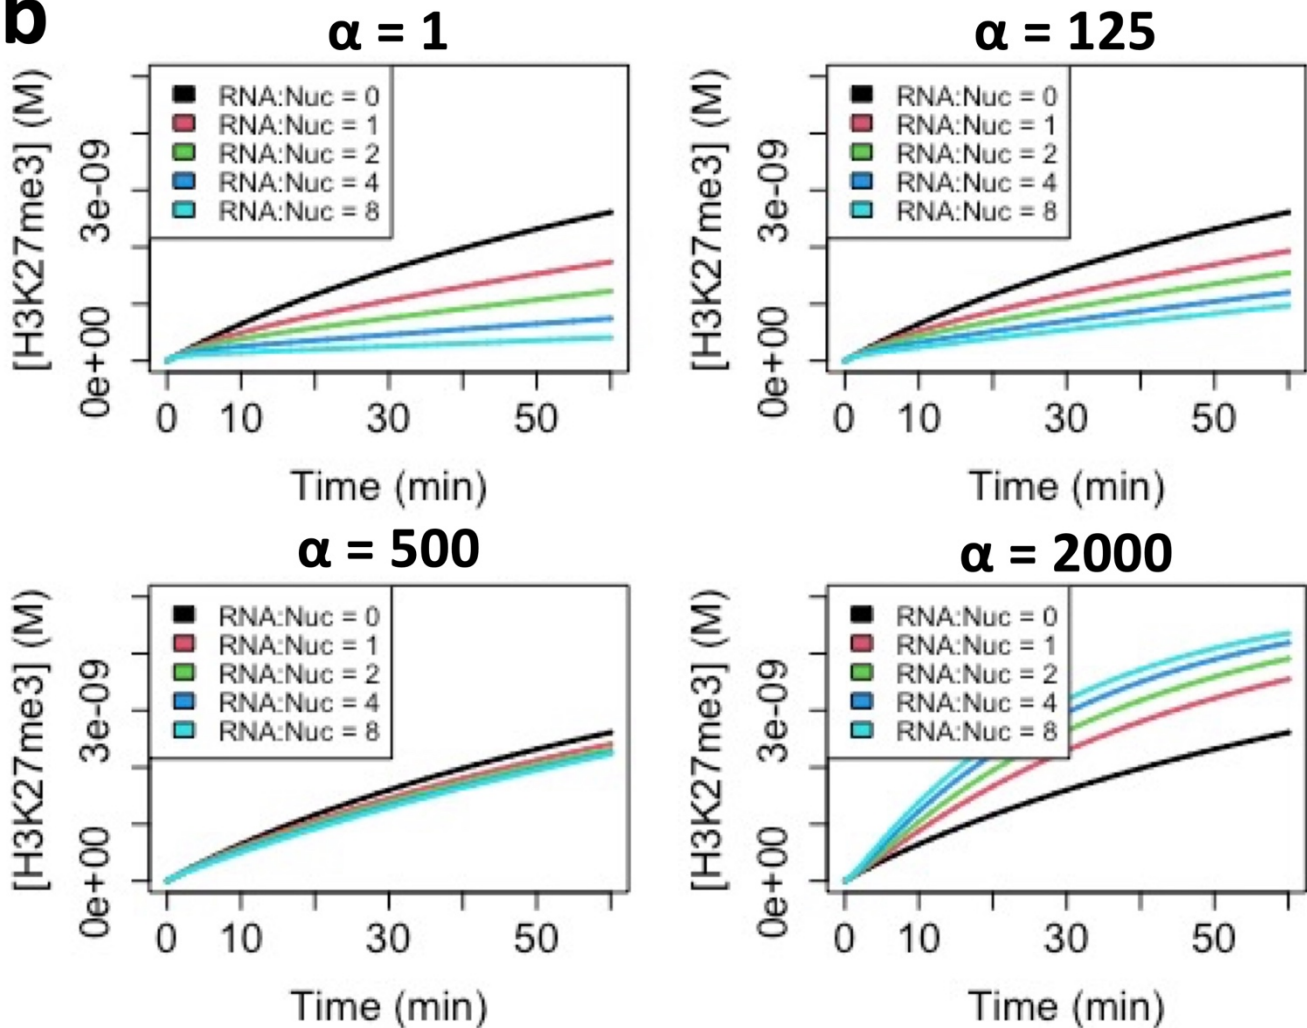 b
α = 1
[H3K27me3] (M)
3e-09
0e+00
RNA:Nuc = 0
RNA:Nuc = 1
RNA:Nuc = 2
RNA:Nuc = 4
RNA:Nuc = 8
0 10 30 50
Time (min)
α = 125
[H3K27me3] (M)
3e-09
0e+00
RNA:Nuc = 0
RNA:Nuc = 1
RNA:Nuc = 2
RNA:Nuc = 4
RNA:Nuc = 8
0 10 30 50
Time (min)
α = 500
[H3K27me3] (M)
3e-09
0e+00
RNA:Nuc = 0
RNA:Nuc = 1
RNA:Nuc = 2
RNA:Nuc = 4
RNA:Nuc = 8
0 10 30 50
Time (min)
α = 2000
[H3K27me3] (M)
3e-09
0e+00
RNA:Nuc = 0
RNA:Nuc = 1
RNA:Nuc = 2
RNA:Nuc = 4
RNA:Nuc = 8
0 10 30 50
Time (min)